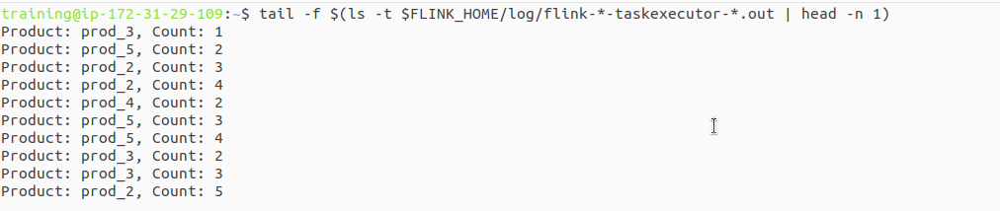 training@ip-172-31-29-109:~$ tail -f $(ls -t $FLINK_HOME/log/flink-*-taskexecutor-*.out | head -n 1)
Product: prod_3, Count: 1
Product: prod_5, Count: 2
Product: prod_2, Count: 3
Product: prod_2, Count: 4
Product: prod_4, Count: 2
Product: prod_5, Count: 3
Product: prod_5, Count: 4
Product: prod_3, Count: 2
Product: prod_3, Count: 3
Product: prod_2, Count: 5